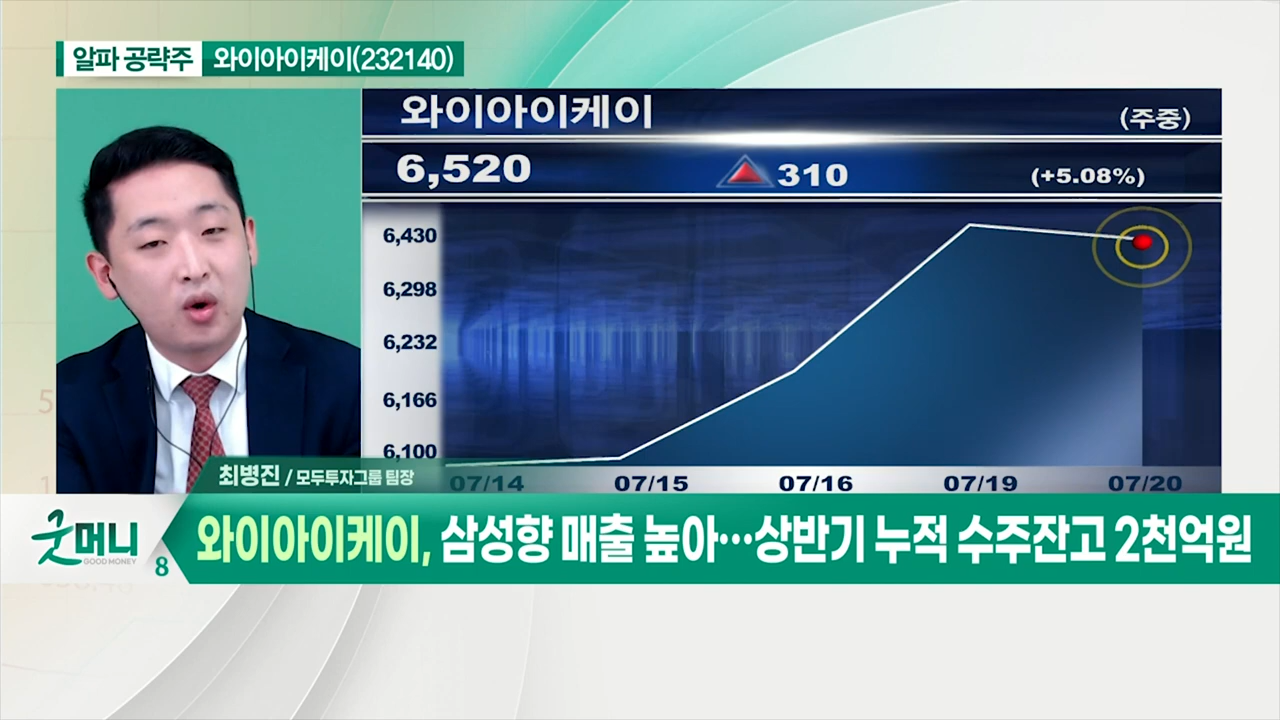 알파 공략주 와이아이케이(232140)
와이아이케이 (주중)
6,520 310 (+5.08%)
6,430
6,298
6,232
6,166
6,100
07/14 07/15 07/16 07/19 07/20
최병진 / 모두투자그룹 팀장
굿머니
GOOD MONEY
8
와이아이케이, 삼성향 매출 높아…상반기 누적 수주잔고 2천억원